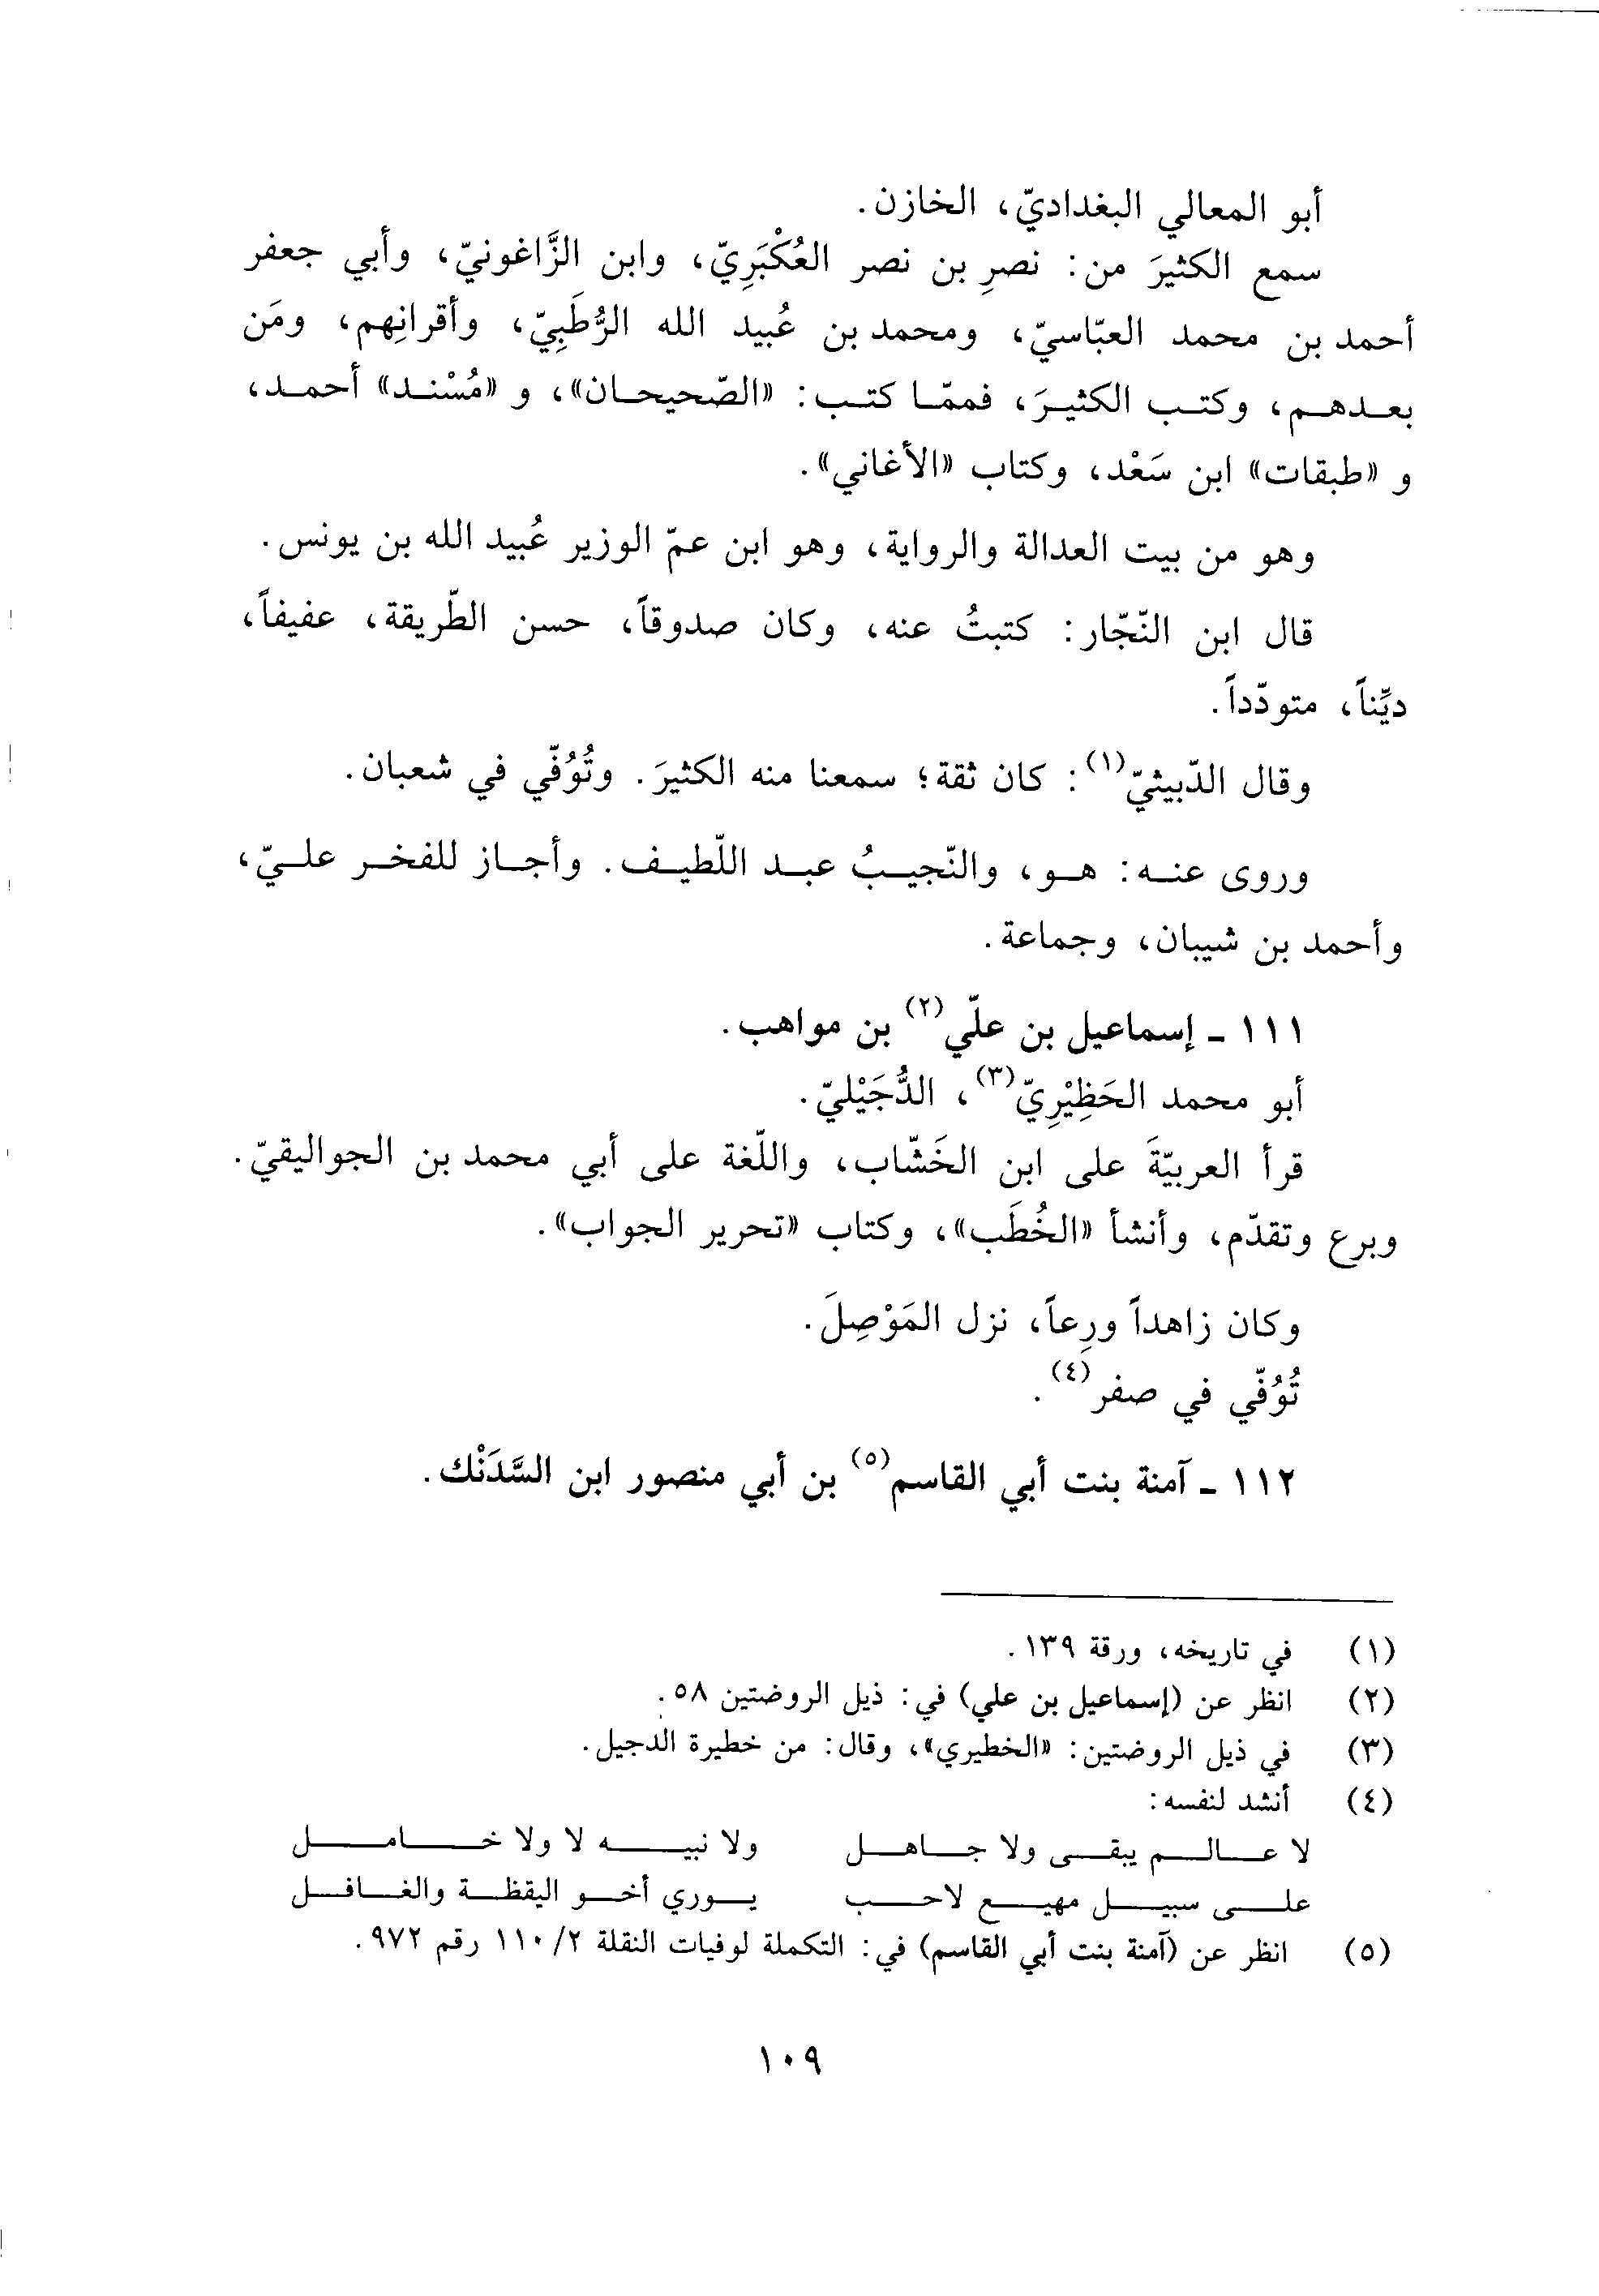 أبو المعالي البغداديّ، الخازن.
سمع الكثيرَ من: نصرِ بن نصر العُكْبَرِيّ، وابن الزَّاغونيّ، وأبي جعفر
أحمد بن محمد العبّاسيّ، ومحمد بن عُبيد الله الرُّطَبِيّ، وأقرانِهم، ومَن
بعدهم، وكتب الكثيرَ، فممّا كتب: «الصّحيحان»، و «مُسْند» أحمد،
و «طبقات» ابن سَعْد، وكتاب «الأغاني».
وهو من بيت العدالة والرواية، وهو ابن عمّ الوزير عُبيد الله بن يونس.
قال ابن النّجّار: كتبتُ عنه، وكان صدوقاً، حسن الطّريقة، عفيفاً،
ديِّناً، متودّداً.
وقال الدّبيثيّ(١): كان ثقة؛ سمعنا منه الكثيرَ. وتُوُفّي في شعبان.
وروى عنه: هو، والنّجيبُ عبد اللّطيف. وأجاز للفخر عليّ،
وأحمد بن شيبان، وجماعة.
١١١ ـ إسماعيل بن علّي(٢) بن مواهب.
أبو محمد الحَظِيْرِيّ(٣)، الدُّجَيْليّ.
قرأ العربيّةَ على ابن الخَشّاب، واللّغة على أبي محمد بن الجواليقيّ.
وبرع وتقدّم، وأنشأ «الخُطَب»، وكتاب «تحرير الجواب».
وكان زاهداً ورِعاً، نزل المَوْصِلَ.
تُوُفّي في صفر(٤).
١١٢ ـ آمنة بنت أبي القاسم(٥) بن أبي منصور ابن السَّدَنْك.
(١) في تاريخه، ورقة ١٣٩.
(٢) انظر عن (إسماعيل بن علي) في: ذيل الروضتين ٥٨.
(٣) في ذيل الروضتين: «الخطيري»، وقال: من خطيرة الدجيل.
(٤) أنشد لنفسه:
لا عالم يبقى ولا جاهل ولا نبيه لا ولا خامل
على سبيل مهيع لاحب يوري أخو اليقظة والغافل
(٥) انظر عن (آمنة بنت أبي القاسم) في: التكملة لوفيات النقلة ١١٠/٢ رقم ٩٧٢.
١٠٩